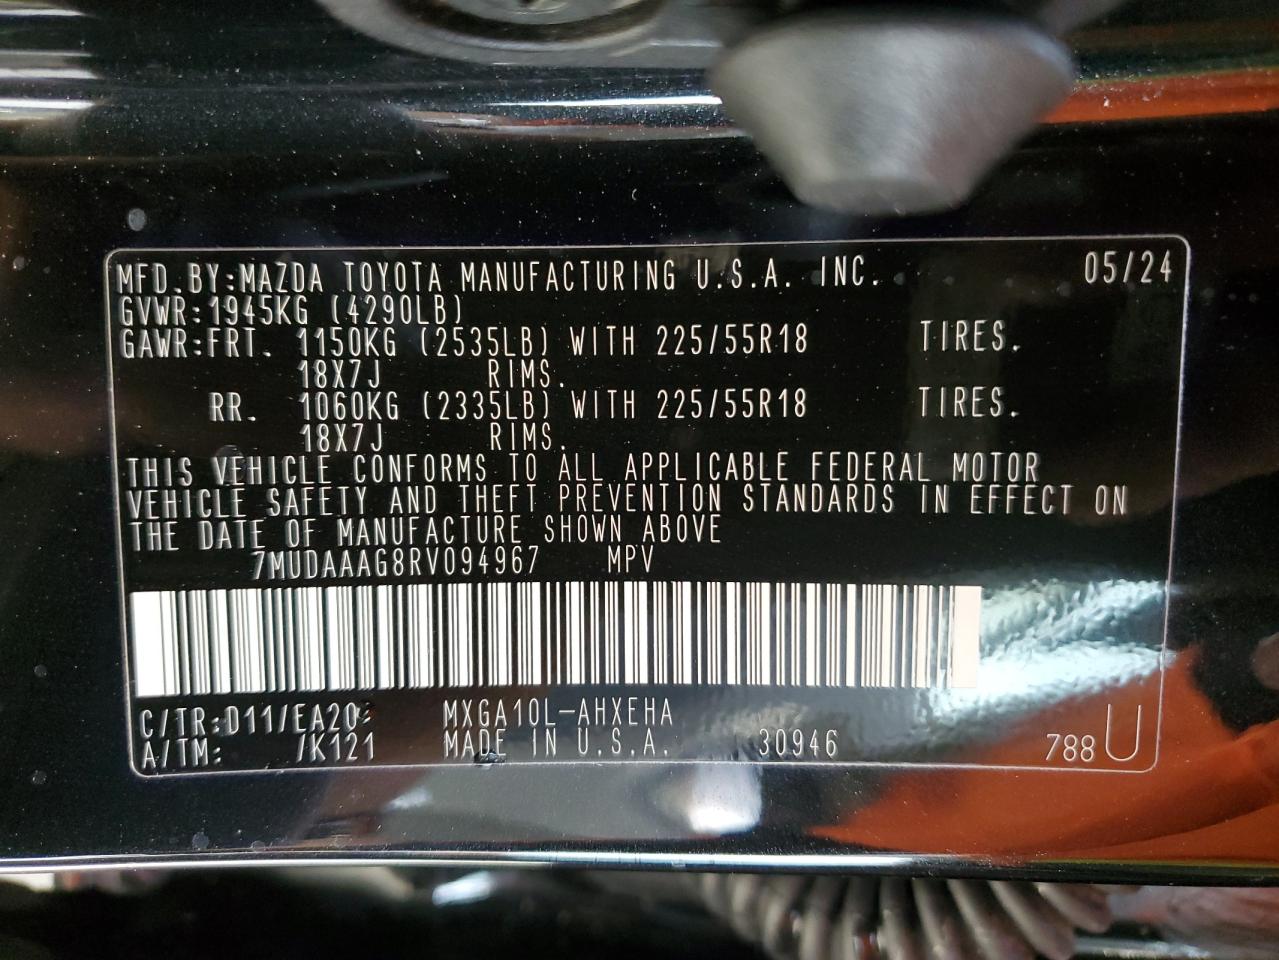 MFD.BY:MAZDA TOYOTA MANUFACTURING U.S.A. INC. 05/24
GVWR:1945KG (4290LB)
GAWR:FRT. 1150KG (2535LB) WITH 225/55R18 TIRES.
18X7J RIMS.
RR. 1060KG (2335LB) WITH 225/55R18 TIRES.
18X7J RIMS.
THIS VEHICLE CONFORMS TO ALL APPLICABLE FEDERAL MOTOR
VEHICLE SAFETY AND THEFT PREVENTION STANDARDS IN EFFECT ON
THE DATE OF MANUFACTURE SHOWN ABOVE
7MUDAAAG8RV094967 MPV
C/TR:D11/EA20 MXGA10L-AHXEHA
A/TM: /K121 MADE IN U.S.A. 30946 788U